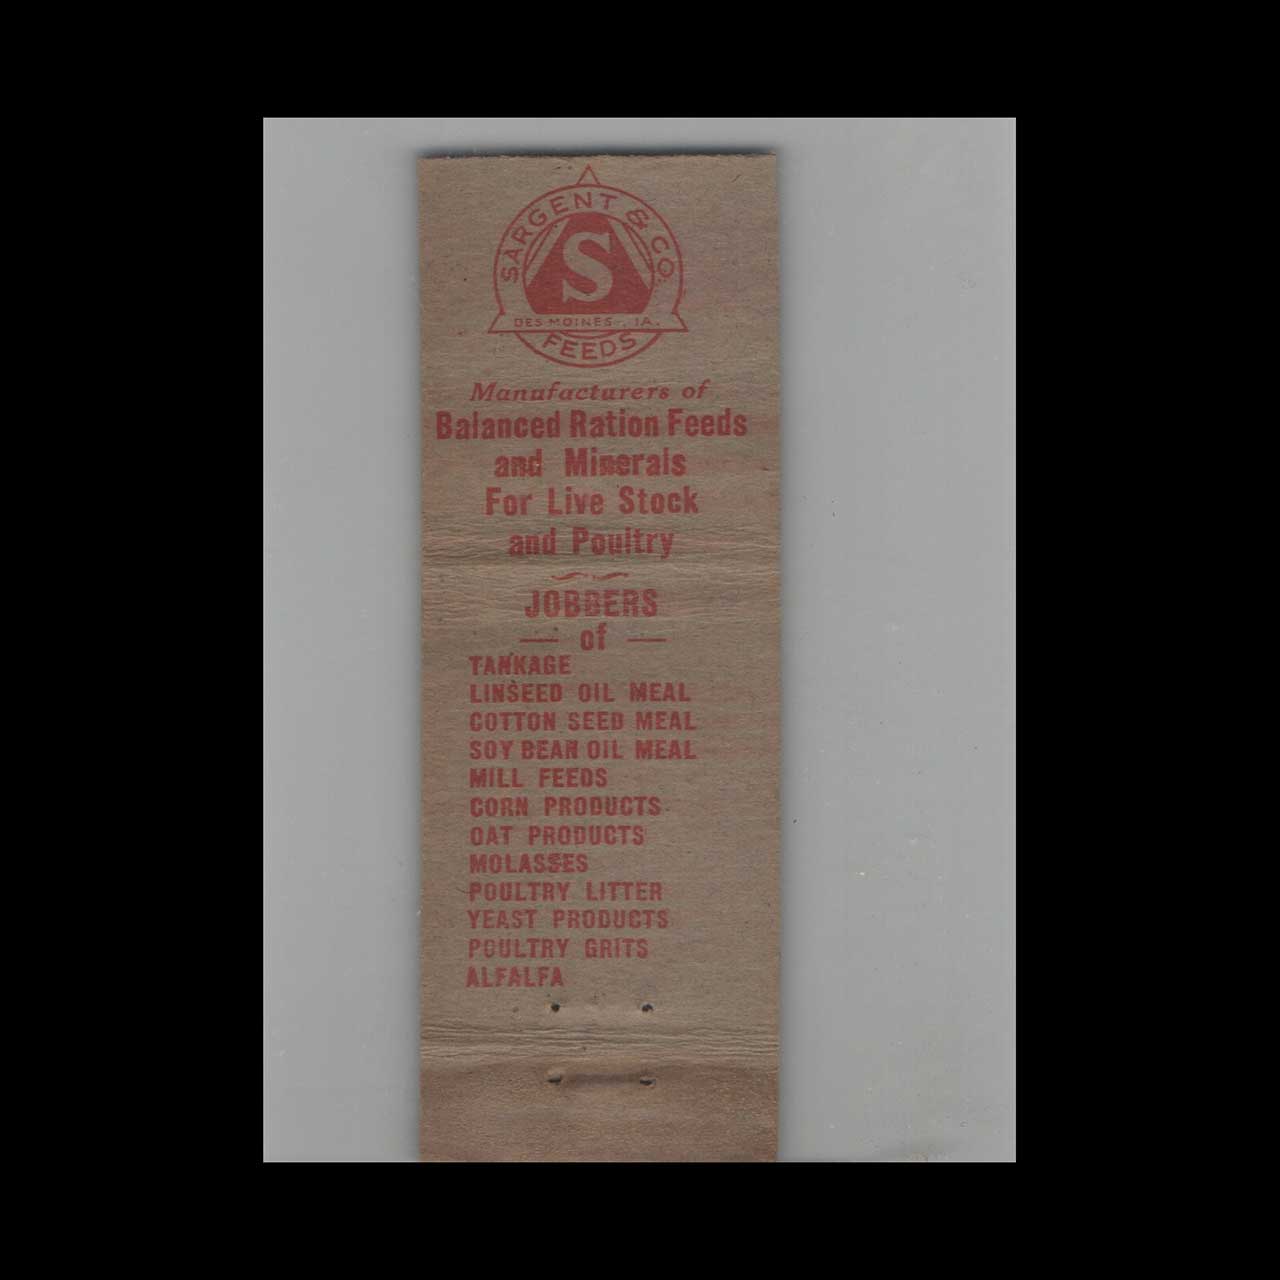 SARGENT & CO.
S
DES MOINES, IA.
FEEDS
Manufacturers of
Balanced Ration Feeds
and Minerals
For Live Stock
and Poultry
JOBBERS
— of —
TANKAGE
LINSEED OIL MEAL
COTTON SEED MEAL
SOY BEAN OIL MEAL
MILL FEEDS
CORN PRODUCTS
OAT PRODUCTS
MOLASSES
POULTRY LITTER
YEAST PRODUCTS
POULTRY GRITS
ALFALFA